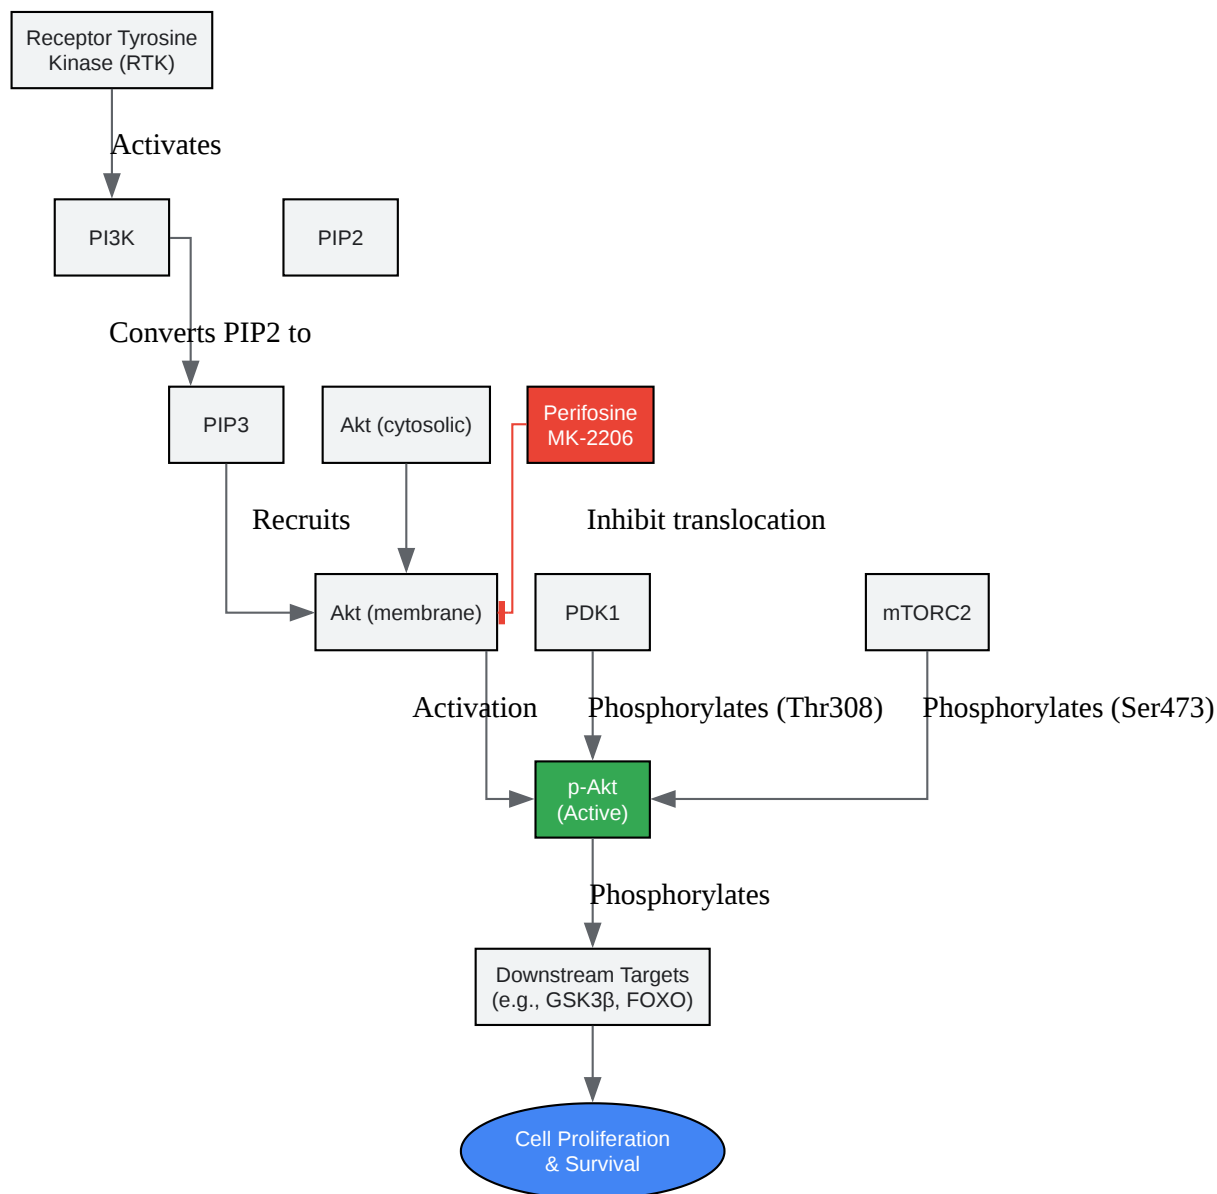 Receptor Tyrosine
Kinase (RTK)
Activates
PI3K
PIP2
Converts PIP2 to
PIP3
Akt (cytosolic)
Perifosine
MK-2206
Recruits
Inhibit translocation
Akt (membrane)
PDK1
mTORC2
Activation
Phosphorylates (Thr308)
Phosphorylates (Ser473)
p-Akt
(Active)
Phosphorylates
Downstream Targets
(e.g., GSK3β, FOXO)
Cell Proliferation
& Survival